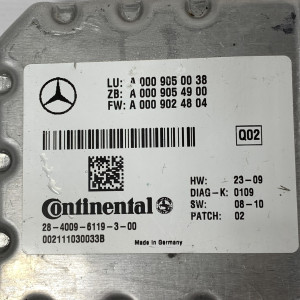 LU: A 000 905 00 38
ZB: A 000 905 49 00
FW: A 000 902 48 04
Q02
HW: 23-09
DIAG-K: 0109
SW: 08-10
PATCH: 02
Continental
28-4009-6119-3-00
002111030033B
Made in Germany